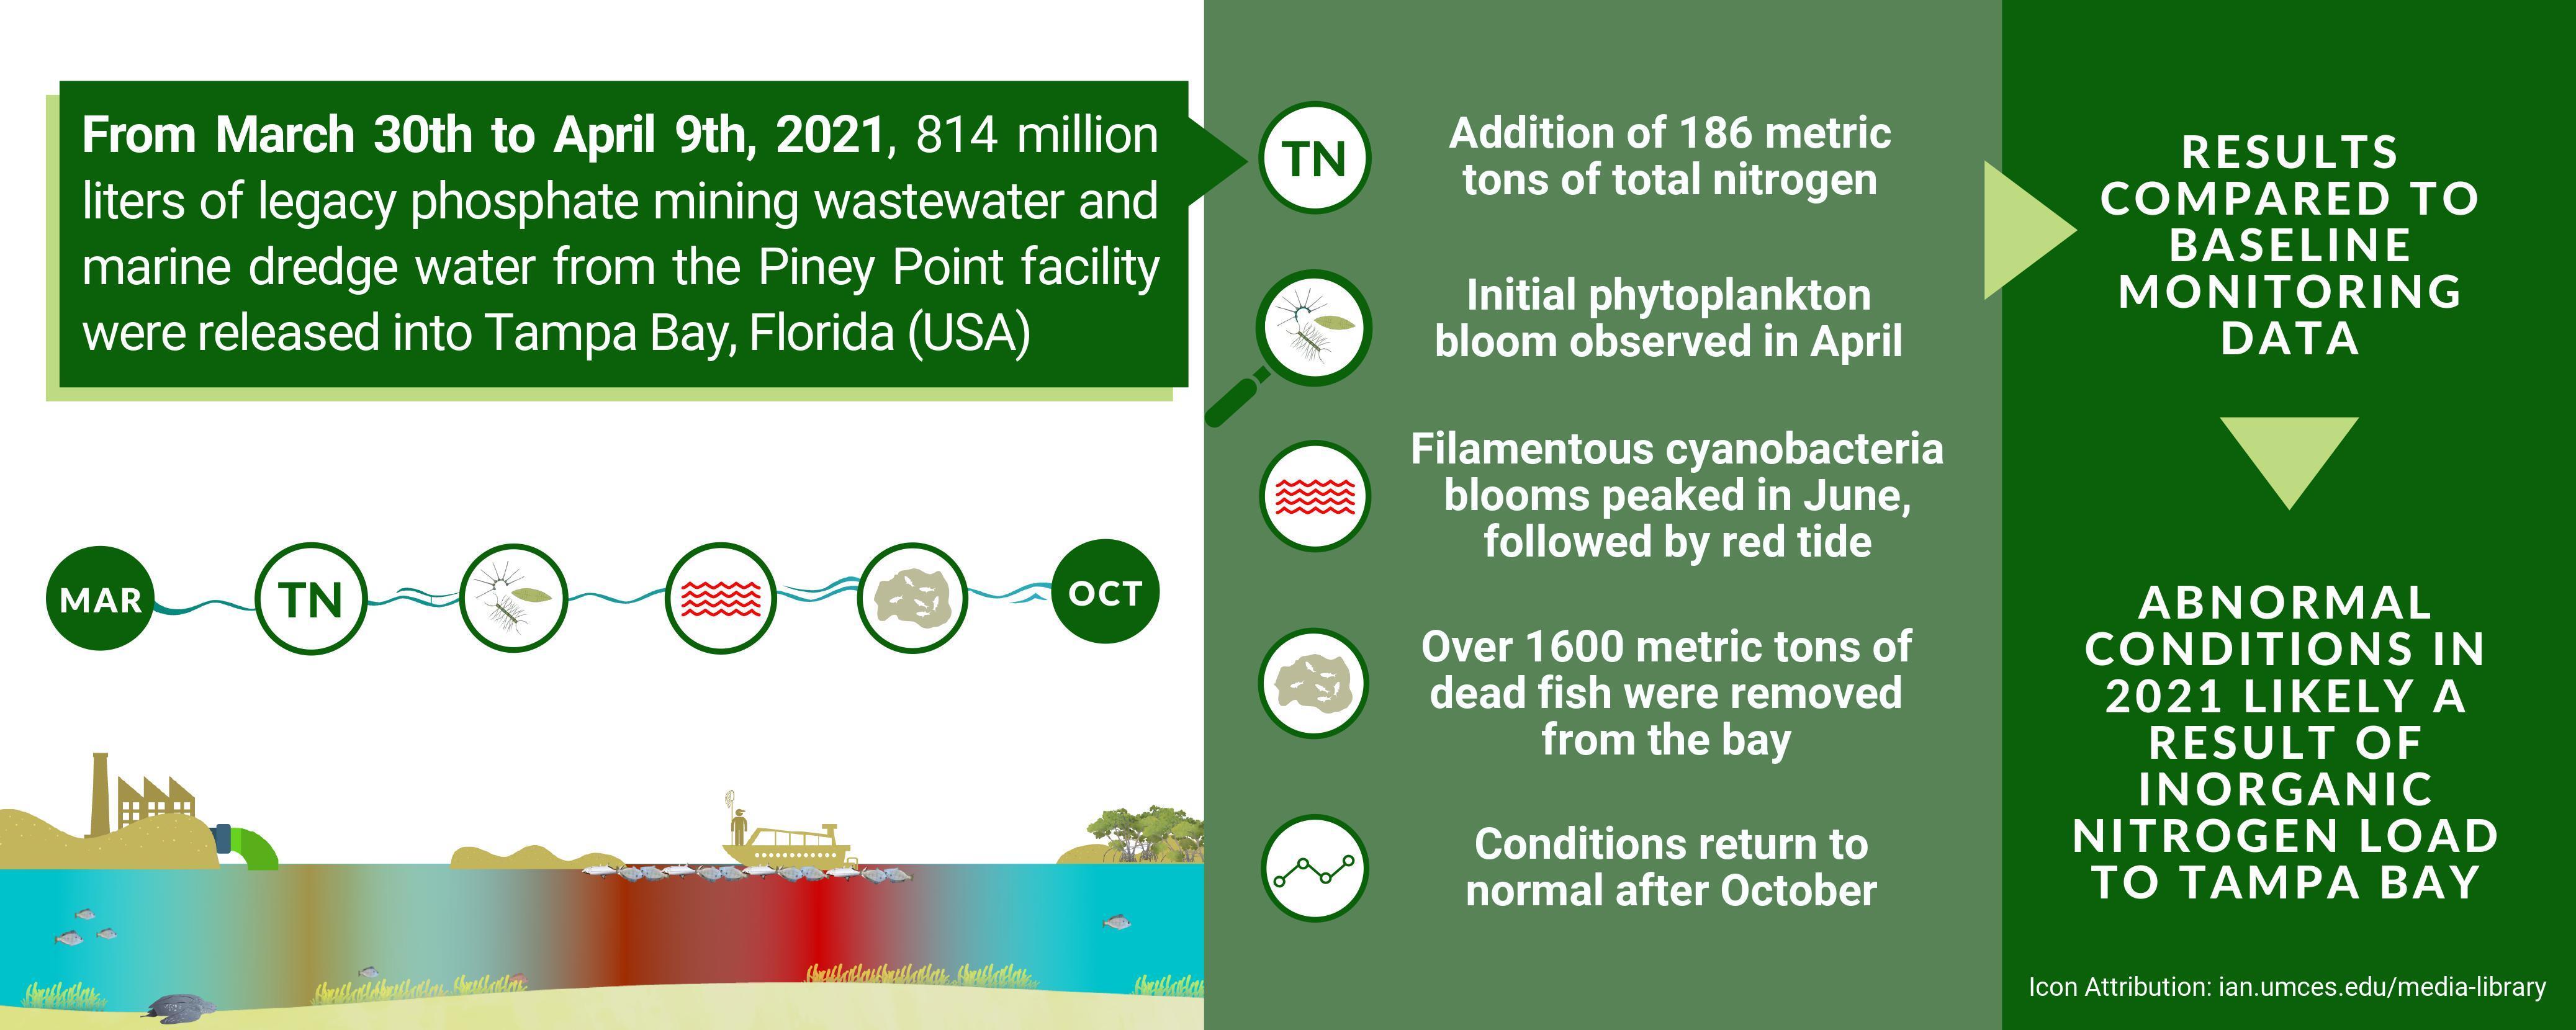 From March 30th to April 9th, 2021, 814 million
liters of legacy phosphate mining wastewater and
marine dredge water from the Piney Point facility
were released into Tampa Bay, Florida (USA)
MAR
TN
OCT
TN
Addition of 186 metric
tons of total nitrogen
Initial phytoplankton
bloom observed in April
Filamentous cyanobacteria
blooms peaked in June,
followed by red tide
Over 1600 metric tons of
dead fish were removed
from the bay
Conditions return to
normal after October
RESULTS
COMPARED TO
BASELINE
MONITORING
DATA
ABNORMAL
CONDITIONS IN
2021 LIKELY A
RESULT OF
INORGANIC
NITROGEN LOAD
TO TAMPA BAY
Icon Attribution: ian.umces.edu/media-library